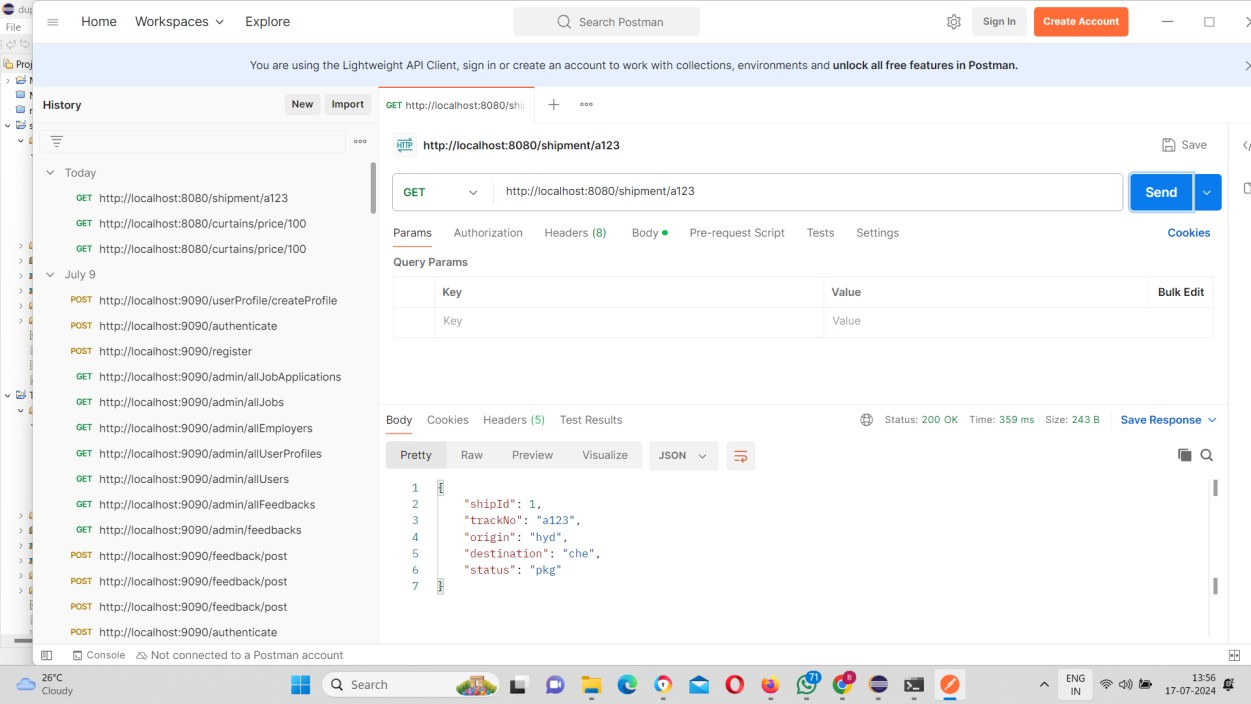 dup
File
Proj
Home
Workspaces
Explore
Search Postman
Sign In
Create Account
You are using the Lightweight API Client, sign in or create an account to work with collections, environments and unlock all free features in Postman.
History
New
Import
GET http://localhost:8080/shi
Today
GET http://localhost:8080/shipment/a123
GET http://localhost:8080/curtains/price/100
GET http://localhost:8080/curtains/price/100
July 9
POST http://localhost:9090/userProfile/createProfile
POST http://localhost:9090/authenticate
POST http://localhost:9090/register
GET http://localhost:9090/admin/allJobApplications
GET http://localhost:9090/admin/allJobs
GET http://localhost:9090/admin/allEmployers
GET http://localhost:9090/admin/allUserProfiles
GET http://localhost:9090/admin/allUsers
GET http://localhost:9090/admin/allFeedbacks
GET http://localhost:9090/admin/feedbacks
POST http://localhost:9090/feedback/post
POST http://localhost:9090/feedback/post
POST http://localhost:9090/feedback/post
POST http://localhost:9090/authenticate
HTTP http://localhost:8080/shipment/a123
Save
GET http://localhost:8080/shipment/a123
Send
Params Authorization Headers (8) Body Pre-request Script Tests Settings Cookies
Query Params
Key Value Bulk Edit
Key Value
Body Cookies Headers (5) Test Results Status: 200 OK Time: 359 ms Size: 243 B Save Response
Pretty Raw Preview Visualize JSON
1 {
2 "shipId": 1,
3 "trackNo": "a123",
4 "origin": "hyd",
5 "destination": "che",
6 "status": "pkg"
7 }
Console Not connected to a Postman account
26°C
Cloudy
Search
71
8
ENG
IN
13:56
17-07-2024